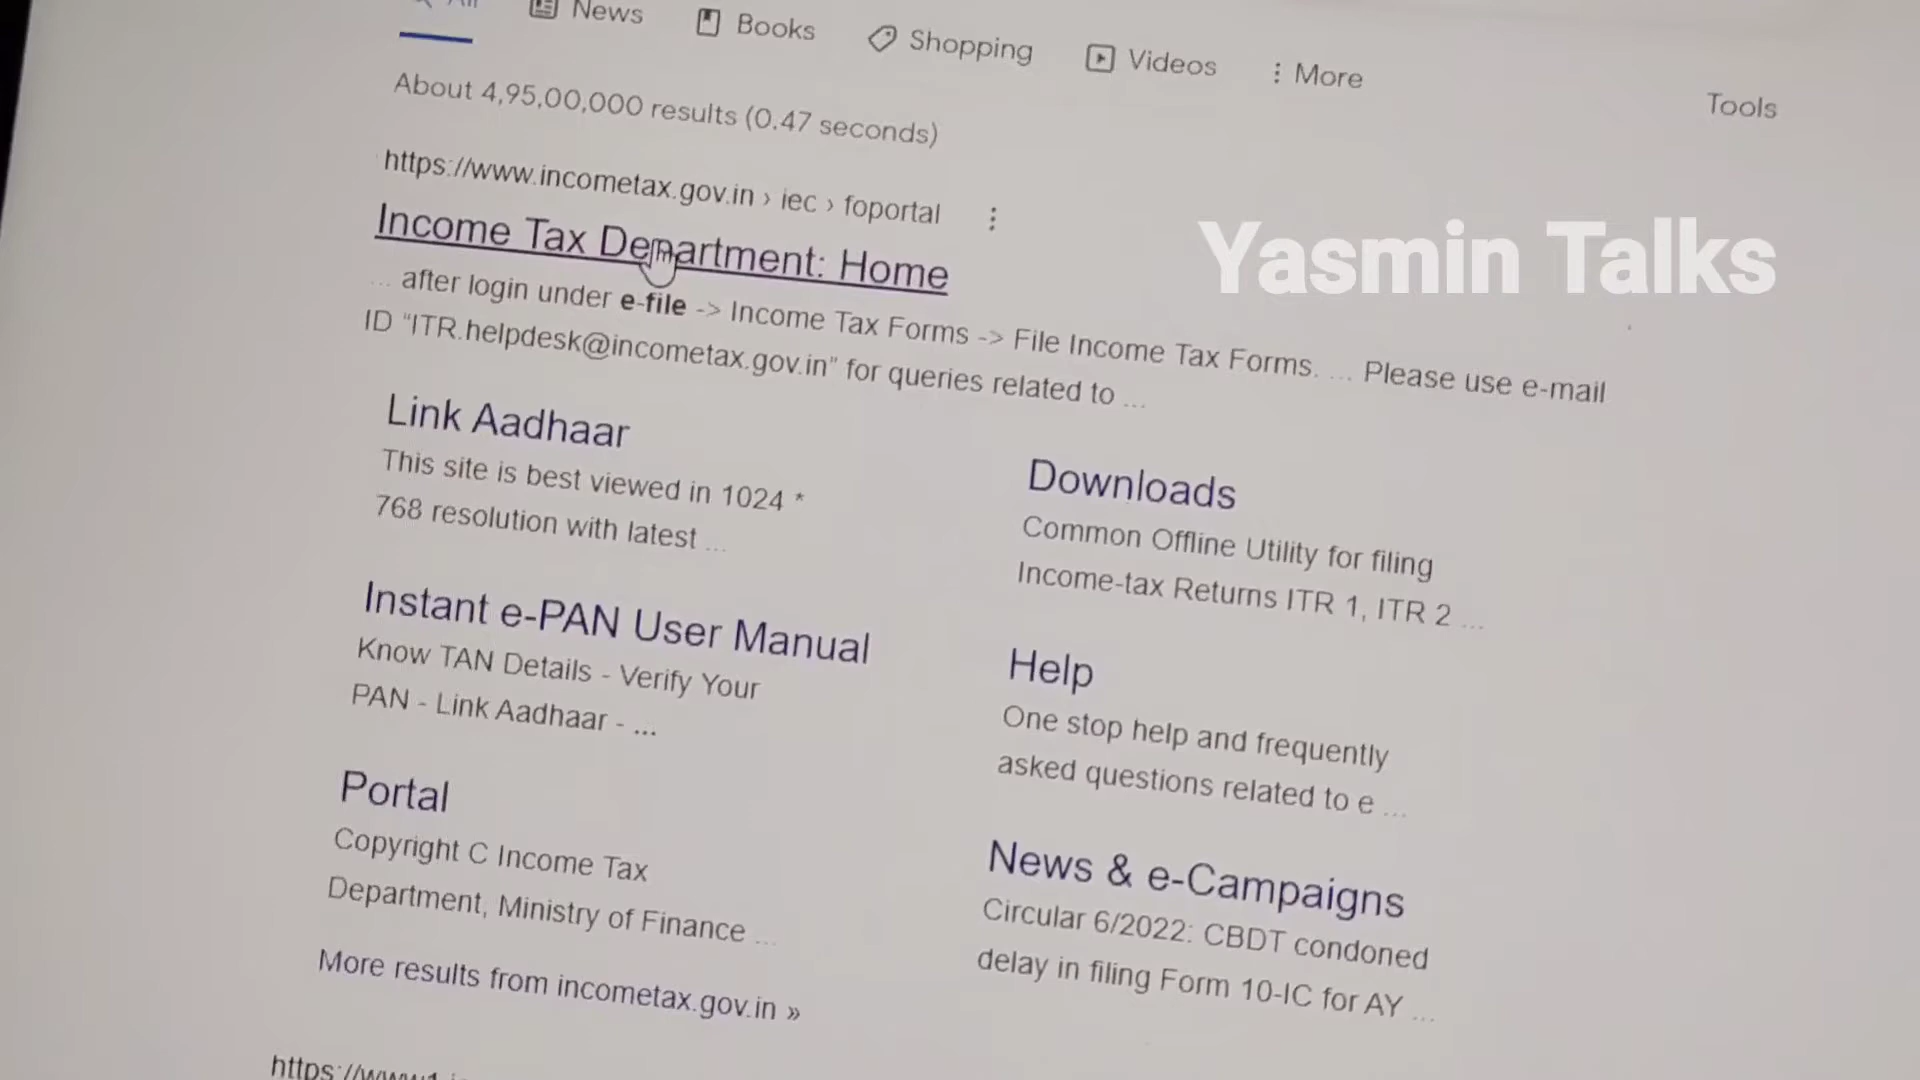 All
News
Books
Shopping
Videos
More
Tools
About 4,95,00,000 results (0.47 seconds)
https://www.incometax.gov.in › iec › foportal
Income Tax Department: Home
Yasmin Talks
... after login under e-file -> Income Tax Forms -> File Income Tax Forms. ... Please use e-mail
ID "ITR.helpdesk@incometax.gov.in" for queries related to ...
Link Aadhaar
This site is best viewed in 1024 *
768 resolution with latest ...
Downloads
Common Offline Utility for filing
Income-tax Returns ITR 1, ITR 2 ...
Instant e-PAN User Manual
Know TAN Details - Verify Your
PAN - Link Aadhaar - ...
Help
One stop help and frequently
asked questions related to e ...
Portal
Copyright C Income Tax
Department, Ministry of Finance ...
News & e-Campaigns
Circular 6/2022: CBDT condoned
delay in filing Form 10-IC for AY ...
More results from incometax.gov.in »